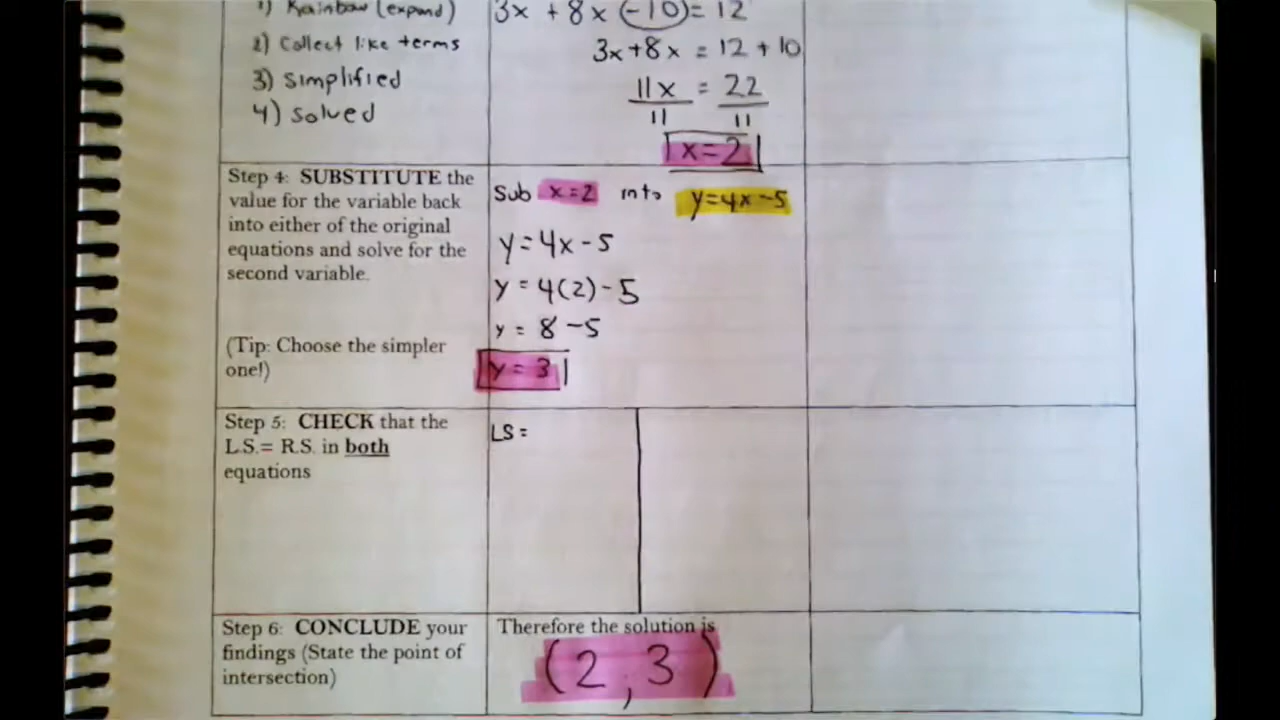 1) Rainbow (expand)
2) Collect like terms
3) Simplified
4) Solved
3x + 8x (-10) = 12
3x+8x = 12 + 10
11x = 22
11 11
x=2
Step 4: SUBSTITUTE the
value for the variable back
into either of the original
equations and solve for the
second variable.
(Tip: Choose the simpler
one!)
Sub x=2 into y=4x-5
y=4x-5
y = 4(2)-5
y = 8-5
y = 3
Step 5: CHECK that the
L.S.= R.S. in both
equations
LS =
Step 6: CONCLUDE your
findings (State the point of
intersection)
Therefore the solution is
(2, 3)